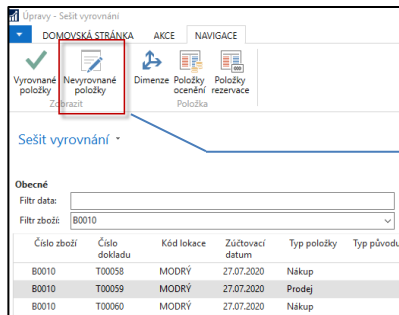 Úpravy - Sešit vyrovnání
DOMOVSKÁ STRÁNKA AKCE NAVIGACE
Vyrovnané položky
Nevyrovnané položky
Dimenze
Položky ocenění
Položky rezervace
Zobrazit
Položka
Sešit vyrovnání
Obecné
Filtr data:
Filtr zboží: B0010
Číslo zboží Číslo dokladu Kód lokace Zúčtovací datum Typ položky Typ původu
B0010 T00058 MODRÝ 27.07.2020 Nákup
B0010 T00059 MODRÝ 27.07.2020 Prodej
B0010 T00060 MODRÝ 27.07.2020 Nákup